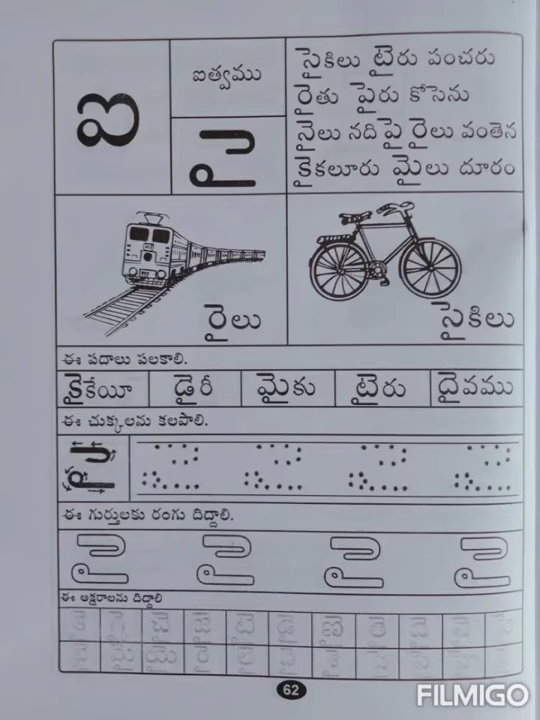 ఐ
ఐత్వము
ై
సైకిలు టైరు పంచరు
రైతు పైరు కోసెను
నైలు నది పై రైలు వంతెన
కైకలూరు మైలు దూరం
రైలు
సైకిలు
ఈ పదాలు పలకాలి.
కైకేయీ డైరీ మైకు టైరు దైవము
ఈ చుక్కలను కలపాలి.
ై
ఈ గుర్తులకు రంగు దిద్దాలి.
ై ై ై ై
ఈ అక్షరాలను దిద్దాలి
62
FILMIGO